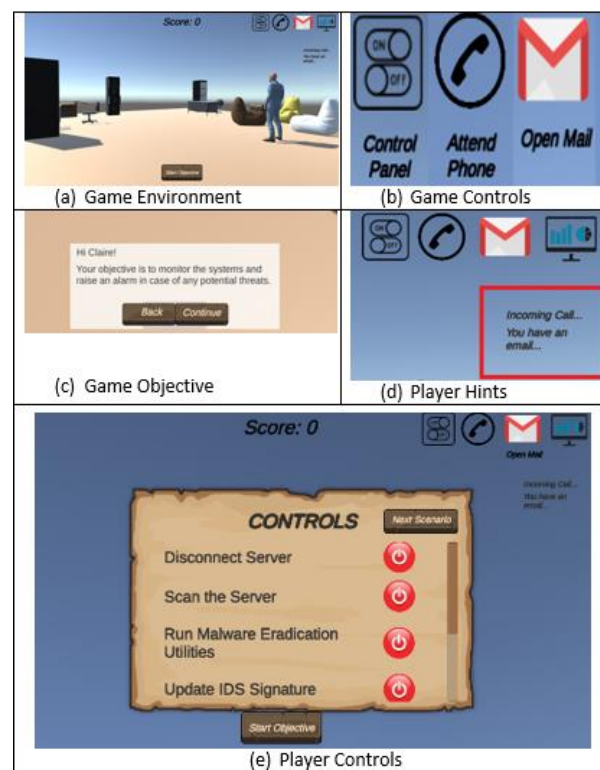 Score: 0
Incoming Call...
You have an
email...
Start Objective
(a) Game Environment
ON
OFF
Control
Panel
Attend
Phone
Open Mail
(b) Game Controls
Hi Claire!
Your objective is to monitor the systems and
raise an alarm in case of any potential threats.
Back
Continue
(c) Game Objective
ON
OFF
Incoming Call...
You have an
email...
(d) Player Hints
Score: 0
Open Mail
Incoming Call...
You have an
email...
CONTROLS
Next Scenario
Disconnect Server
Scan the Server
Run Malware Eradication
Utilities
Update IDS Signature
Start Objective
(e) Player Controls